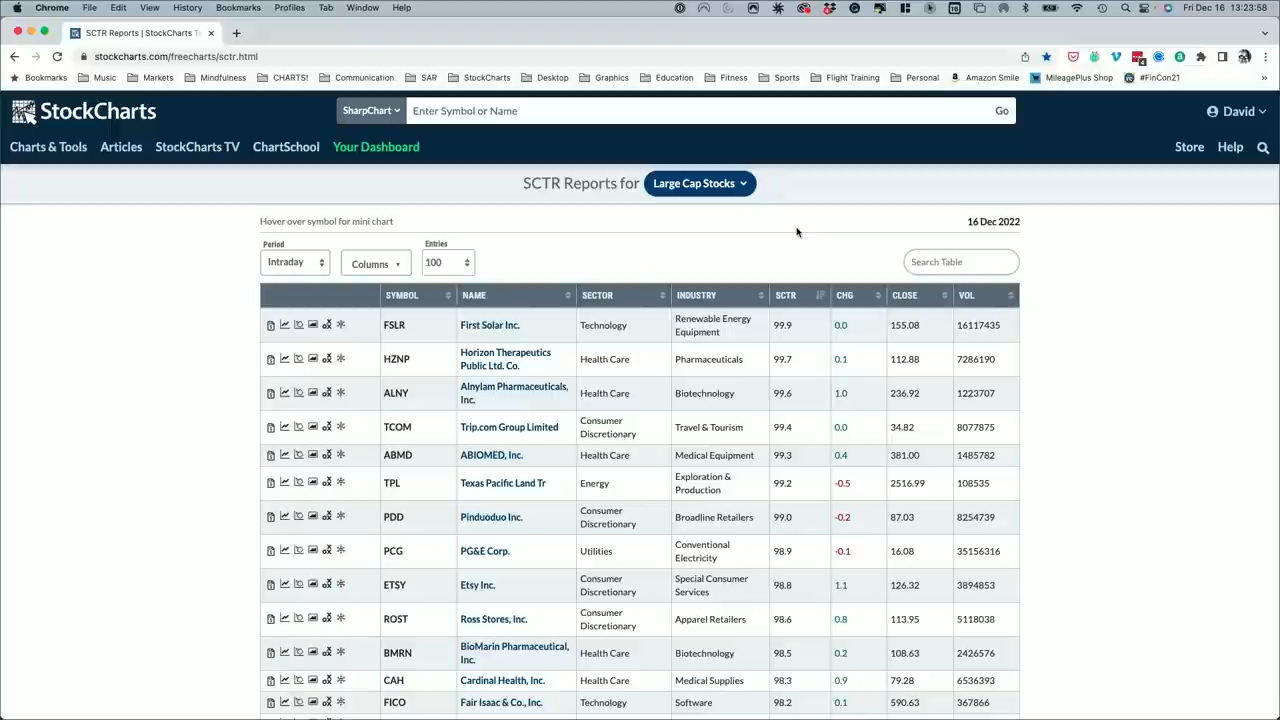 Chrome File Edit View History Bookmarks Profiles Tab Window Help Fri Dec 16 13:23:58
SCTR Reports | StockCharts T
stockcharts.com/freecharts/sctr.html
Bookmarks Music Markets Mindfulness CHARTS! Communication SAR StockCharts Desktop Graphics Education Fitness Sports Flight Training Personal Amazon Smile MileagePlus Shop #FinCon21
StockCharts SharpChart Enter Symbol or Name Go David
Charts & Tools Articles StockCharts TV ChartSchool Your Dashboard Store Help
SCTR Reports for Large Cap Stocks
Hover over symbol for mini chart 16 Dec 2022
Period Entries
Intraday Columns 100 Search Table
SYMBOL NAME SECTOR INDUSTRY SCTR CHG CLOSE VOL
FSLR First Solar Inc. Technology Renewable Energy Equipment 99.9 0.0 155.08 16117435
HZNP Horizon Therapeutics Public Ltd. Co. Health Care Pharmaceuticals 99.7 0.1 112.88 7286190
ALNY Alnylam Pharmaceuticals, Inc. Health Care Biotechnology 99.6 1.0 236.92 1223707
TCOM Trip.com Group Limited Consumer Discretionary Travel & Tourism 99.4 0.0 34.82 8077875
ABMD ABIOMED, Inc. Health Care Medical Equipment 99.3 0.4 381.00 1485782
TPL Texas Pacific Land Tr Energy Exploration & Production 99.2 -0.5 2516.99 108535
PDD Pinduoduo Inc. Consumer Discretionary Broadline Retailers 99.0 -0.2 87.03 8254739
PCG PG&E Corp. Utilities Conventional Electricity 98.9 -0.1 16.08 35156316
ETSY Etsy Inc. Consumer Discretionary Special Consumer Services 98.8 1.1 126.32 3894853
ROST Ross Stores, Inc. Consumer Discretionary Apparel Retailers 98.6 0.8 113.95 5118038
BMRN BioMarin Pharmaceutical, Inc. Health Care Biotechnology 98.5 0.2 108.63 2426576
CAH Cardinal Health, Inc. Health Care Medical Supplies 98.3 0.9 79.28 6536393
FICO Fair Isaac & Co., Inc. Technology Software 98.2 0.1 590.63 367866